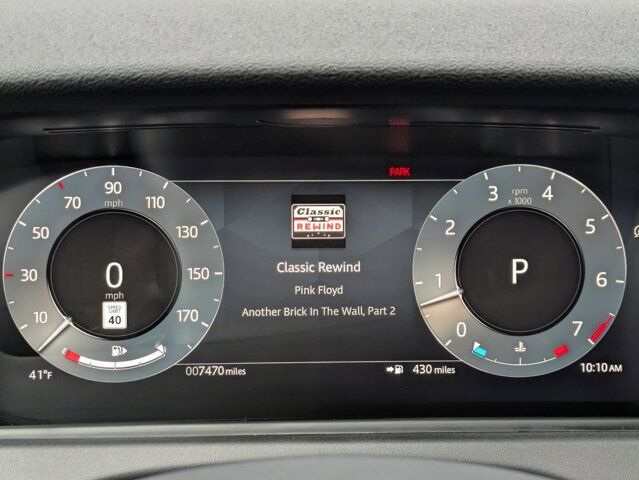 PARK
90
mph
70
110
50
130
30
150
10
170
0
mph
SPEED
LIMIT
40
41°F
007470 miles
Classic
REWIND
Classic Rewind
Pink Floyd
Another Brick In The Wall, Part 2
430 miles
rpm
x 1000
3
4
2
5
1
6
0
7
P
10:10 AM